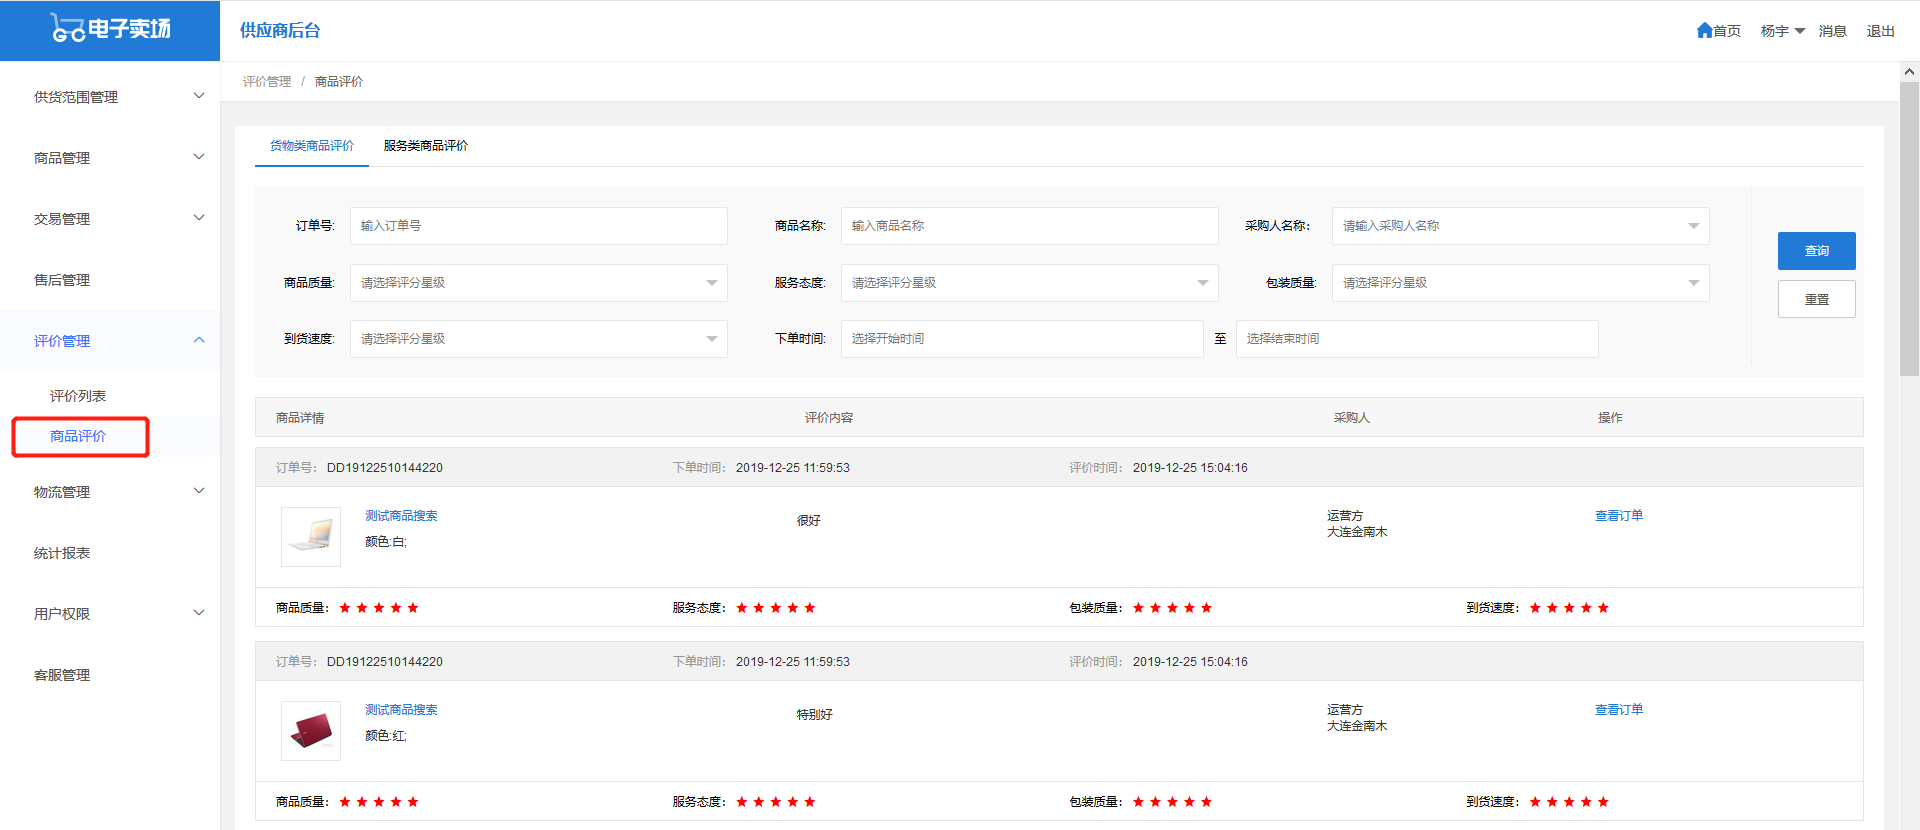 电子卖场
供应商后台
首页 杨宇 消息 退出
供货范围管理
商品管理
交易管理
售后管理
评价管理
评价列表
商品评价
物流管理
统计报表
用户权限
客服管理
评价管理 / 商品评价
货物类商品评价 服务类商品评价
订单号: 输入订单号 商品名称: 输入商品名称 采购人名称: 请输入采购人名称
商品质量: 请选择评分星级 服务态度: 请选择评分星级 包装质量: 请选择评分星级
到货速度: 请选择评分星级 下单时间: 选择开始时间 至 选择结束时间
查询
重置
商品详情 评价内容 采购人 操作
订单号: DD19122510144220 下单时间: 2019-12-25 11:59:53 评价时间: 2019-12-25 15:04:16
测试商品搜索 很好 运营方 查看订单
颜色:白; 大连金南木
商品质量: ★★★★★ 服务态度: ★★★★★ 包装质量: ★★★★★ 到货速度: ★★★★★
订单号: DD19122510144220 下单时间: 2019-12-25 11:59:53 评价时间: 2019-12-25 15:04:16
测试商品搜索 特别好 运营方 查看订单
颜色:红; 大连金南木
商品质量: ★★★★★ 服务态度: ★★★★★ 包装质量: ★★★★★ 到货速度: ★★★★★